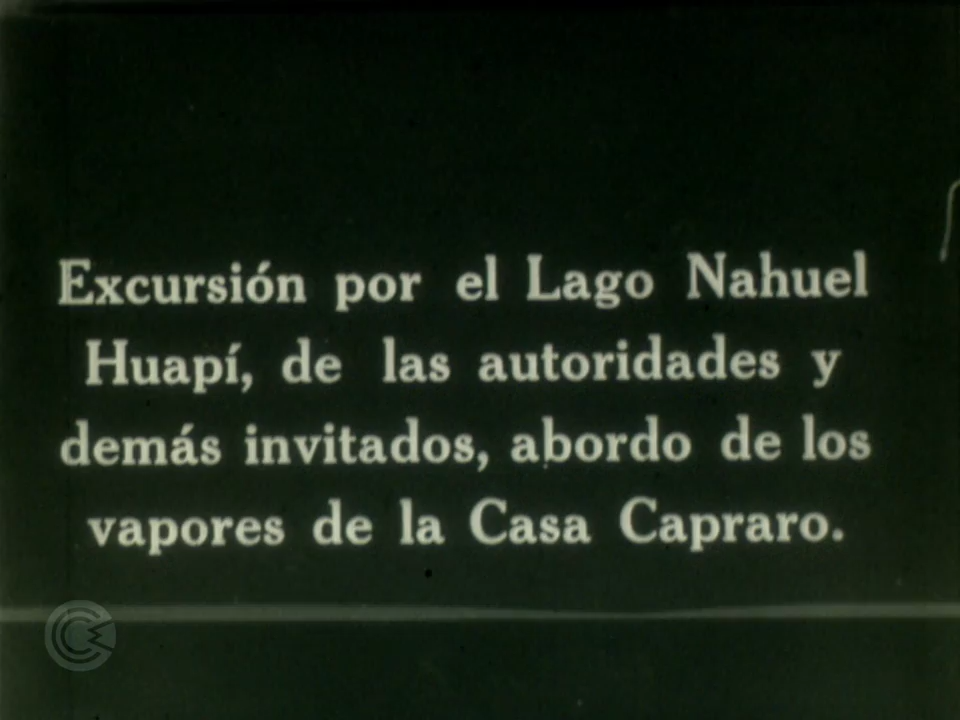 Excursión por el Lago Nahuel
Huapí, de las autoridades y
demás invitados, abordo de los
vapores de la Casa Capraro.